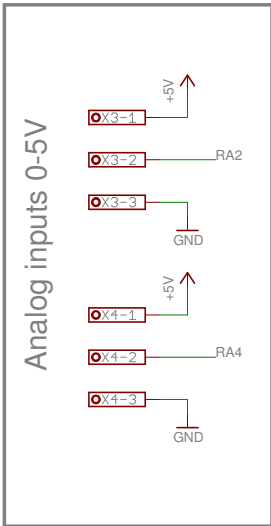 Analog inputs 0-5V
+5V
X3-1
X3-2
RA2
X3-3
GND
+5V
X4-1
X4-2
RA4
X4-3
GND